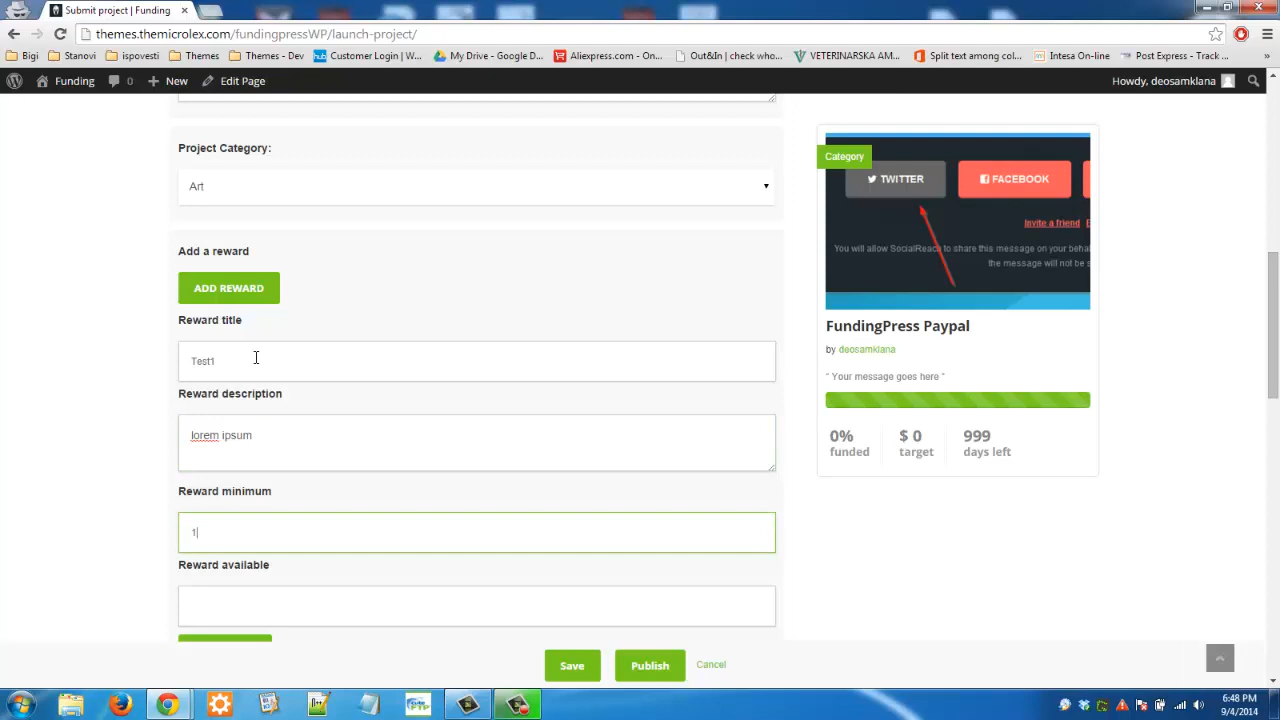 Submit project | Funding
themes.themicrolex.com/fundingpressWP/launch-project/
Bigi Stanovi ispovesti Themes Themes - Dev Customer Login | W... My Drive - Google D... Aliexpress.com - On... Out&In | check who... VETERINARSKA AM... Split text among col... Intesa On-line Post Express - Track ...
Funding 0 New Edit Page Howdy, deosamklana
Project Category:
Art
Add a reward
ADD REWARD
Reward title
Test1
Reward description
lorem ipsum
Reward minimum
1
Reward available
Category
TWITTER FACEBOOK
Invite a friend
You will allow SocialReach to share this message on your beha
the message will not be s
FundingPress Paypal
by deosamklana
" Your message goes here "
0% $ 0 999
funded target days left
Save Publish Cancel
6:48 PM
9/4/2014